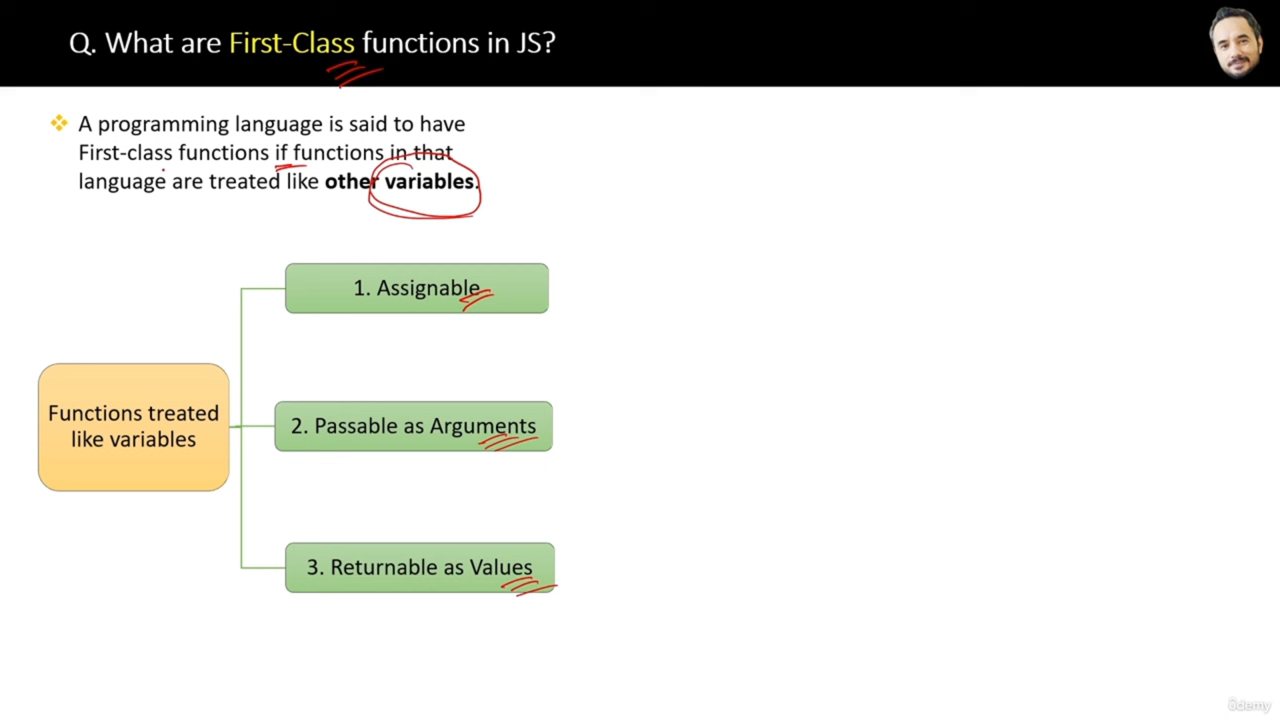 Q. What are First-Class functions in JS?
A programming language is said to have
First-class functions if functions in that
language are treated like other variables.
1. Assignable
Functions treated
like variables
2. Passable as Arguments
3. Returnable as Values
ûdemy